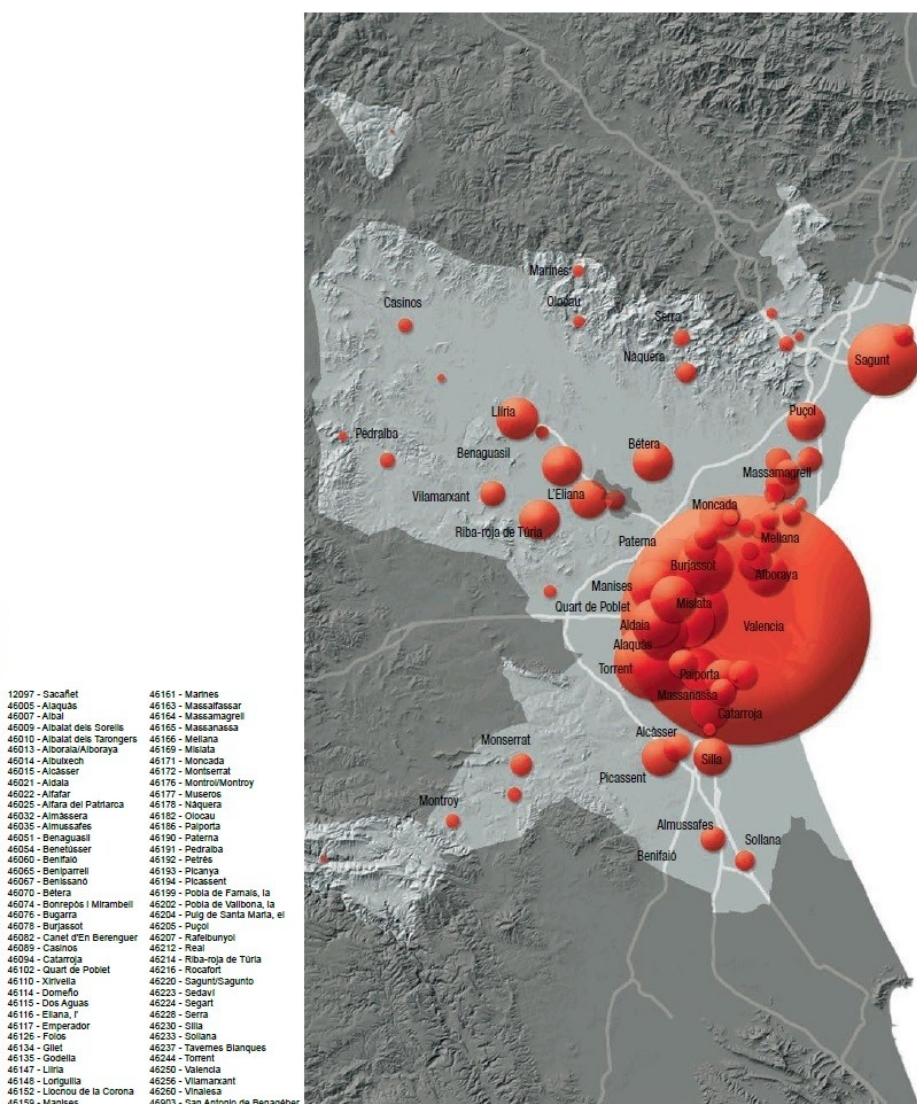 12097 - Sacañet
46005 - Alaquàs
46007 - Albal
46009 - Albalat dels Sorells
46010 - Albalat dels Tarongers
46013 - Alboraia/Alboraya
46014 - Albuixech
46015 - Alcàsser
46021 - Aldaia
46022 - Alfafar
46025 - Alfara del Patriarca
46032 - Almàssera
46035 - Almussafes
46051 - Benaguasil
46054 - Benetússer
46060 - Benifaió
46065 - Beniparrell
46067 - Benissanó
46070 - Bétera
46074 - Bonrepòs i Mirambell
46076 - Bugarra
46078 - Burjassot
46082 - Canet d'En Berenguer
46089 - Casinos
46094 - Catarroja
46102 - Quart de Poblet
46110 - Xirivella
46114 - Domeño
46115 - Dos Aguas
46116 - Eliana, l'
46117 - Emperador
46126 - Foios
46134 - Gilet
46135 - Godella
46147 - Llíria
46148 - Loriguilla
46152 - Llocnou de la Corona
46159 - Manises
46161 - Marines
46163 - Massalfassar
46164 - Massamagrell
46165 - Massanassa
46166 - Meliana
46169 - Mislata
46171 - Moncada
46172 - Montserrat
46176 - Montroi/Montroy
46177 - Museros
46178 - Nàquera
46182 - Olocau
46186 - Paiporta
46190 - Paterna
46191 - Pedralba
46192 - Petrés
46193 - Picanya
46194 - Picassent
46199 - Pobla de Farnals, la
46202 - Pobla de Vallbona, la
46204 - Puig de Santa Maria, el
46205 - Puçol
46207 - Rafelbunyol
46212 - Real
46214 - Riba-roja de Túria
46216 - Rocafort
46220 - Sagunt/Sagunto
46223 - Sedaví
46224 - Segart
46228 - Serra
46230 - Silla
46233 - Sollana
46237 - Tavernes Blanques
46244 - Torrent
46250 - Valencia
46256 - Vilamarxant
46260 - Vinalesa
46903 - San Antonio de Benagéber
Marines
Casinos
Olocau
Serra
Nàquera
Sagunt
Llíria
Puçol
Pedralba
Bétera
Benaguasil
Massamagrell
Vilamarxant
L'Eliana
Moncada
Riba-roja de Túria
Paterna
Meliana
Burjassot
Alboraya
Manises
Quart de Poblet
Mislata
Aldaia
Valencia
Alaquàs
Torrent
Paiporta
Massanassa
Catarroja
Alcàsser
Monserrat
Silla
Picassent
Montroy
Almussafes
Sollana
Benifaió